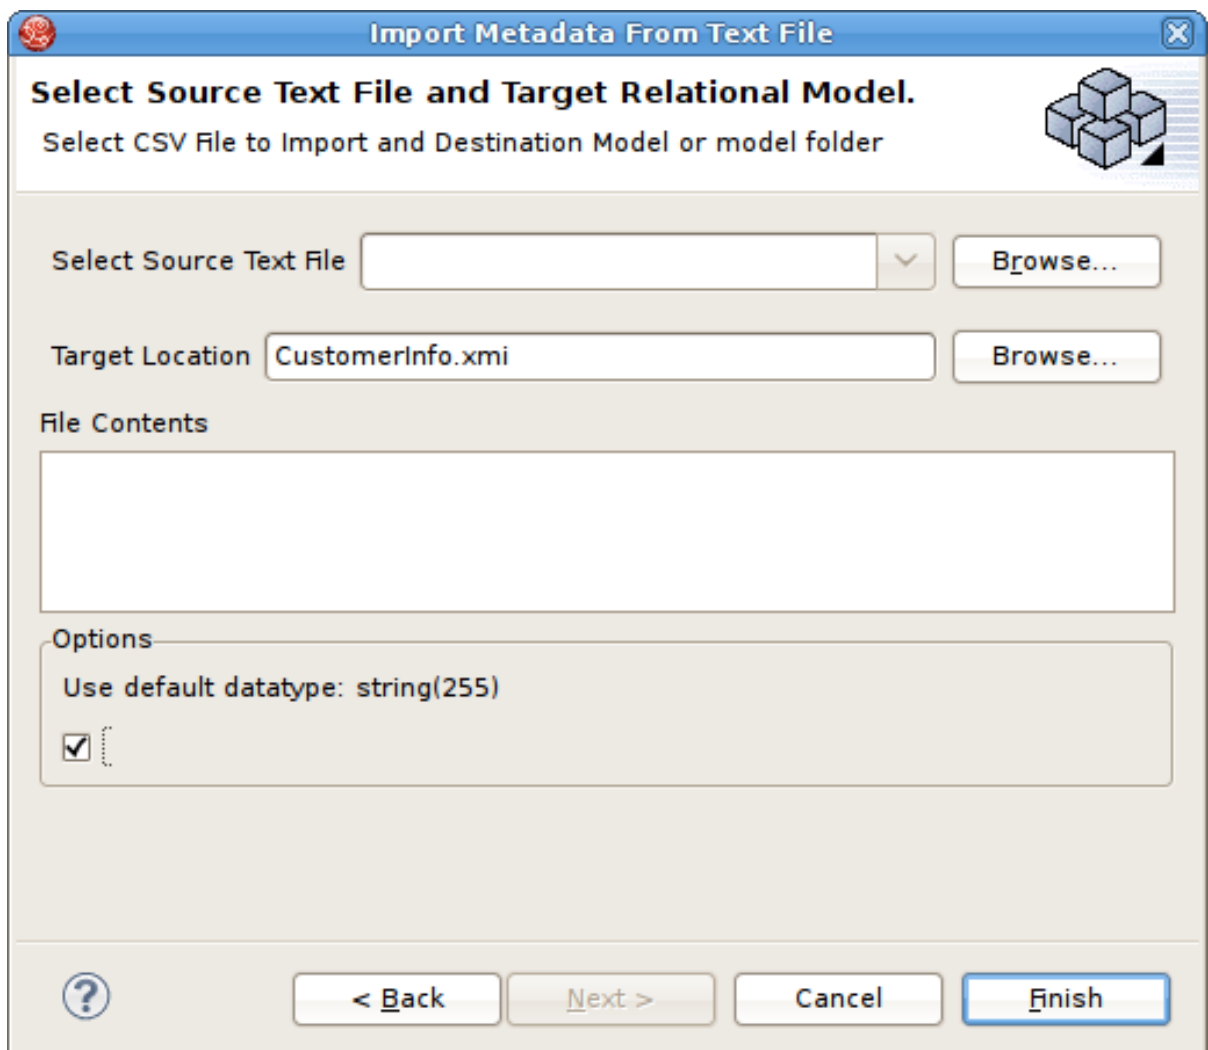 Import Metadata From Text File
Select Source Text File and Target Relational Model.
Select CSV File to Import and Destination Model or model folder
Select Source Text File
Browse...
Target Location
CustomerInfo.xmi
Browse...
File Contents
Options
Use default datatype: string(255)
?
< Back
Next >
Cancel
Finish